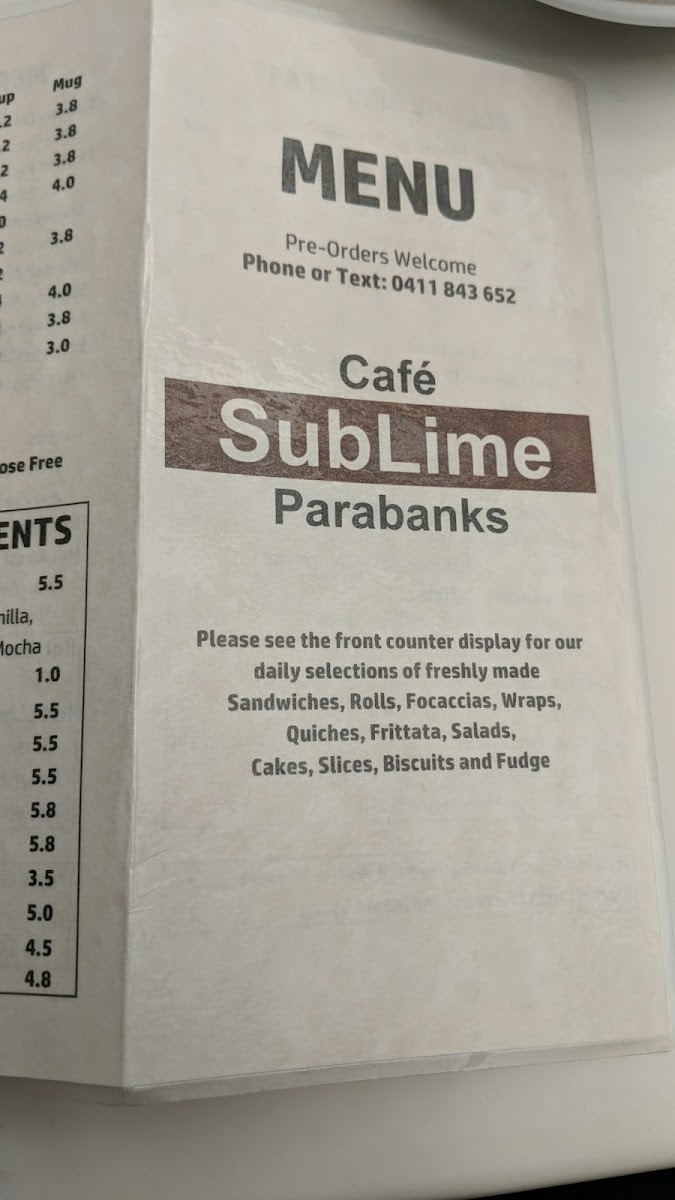 Mug
3.8
3.8
3.8
4.0
3.8
4.0
3.8
3.0
Free
5.5
1.0
5.5
5.5
5.5
5.8
5.8
3.5
5.0
4.5
4.8
MENU
Pre-Orders Welcome
Phone or Text: 0411 843 652
Café
SubLime
Parabanks
Please see the front counter display for our
daily selections of freshly made
Sandwiches, Rolls, Focaccias, Wraps,
Quiches, Frittata, Salads,
Cakes, Slices, Biscuits and Fudge